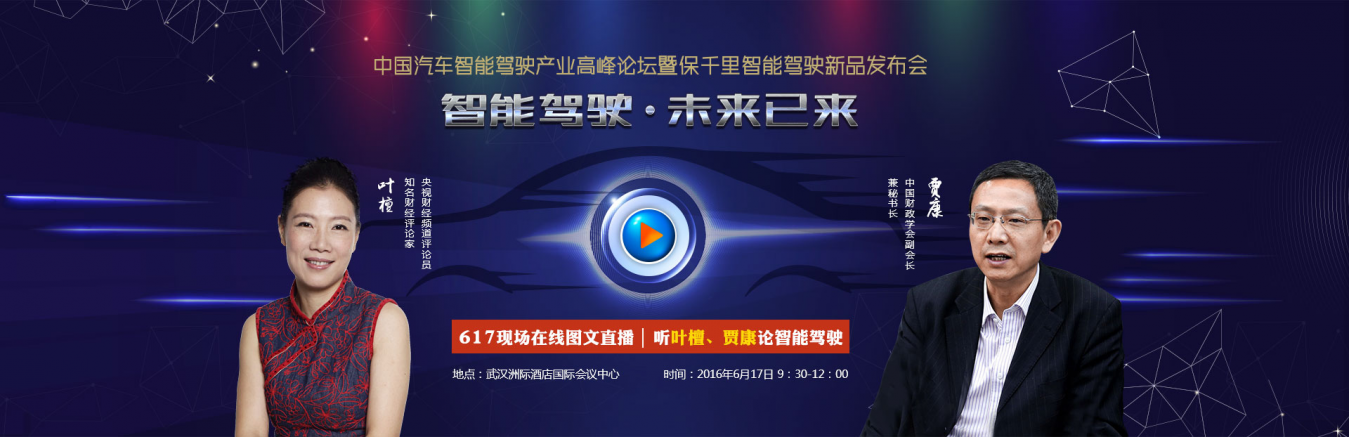 中国汽车智能驾驶产业高峰论坛暨保千里智能驾驶新品发布会
智能驾驶·未来已来
叶檀
央视财经频道评论员
知名财经评论家
贾康
中国财政学会副会长
兼秘书长
617现场在线图文直播｜听叶檀、贾康论智能驾驶
地点：武汉洲际酒店国际会议中心
时间：2016年6月17日 9：30-12：00